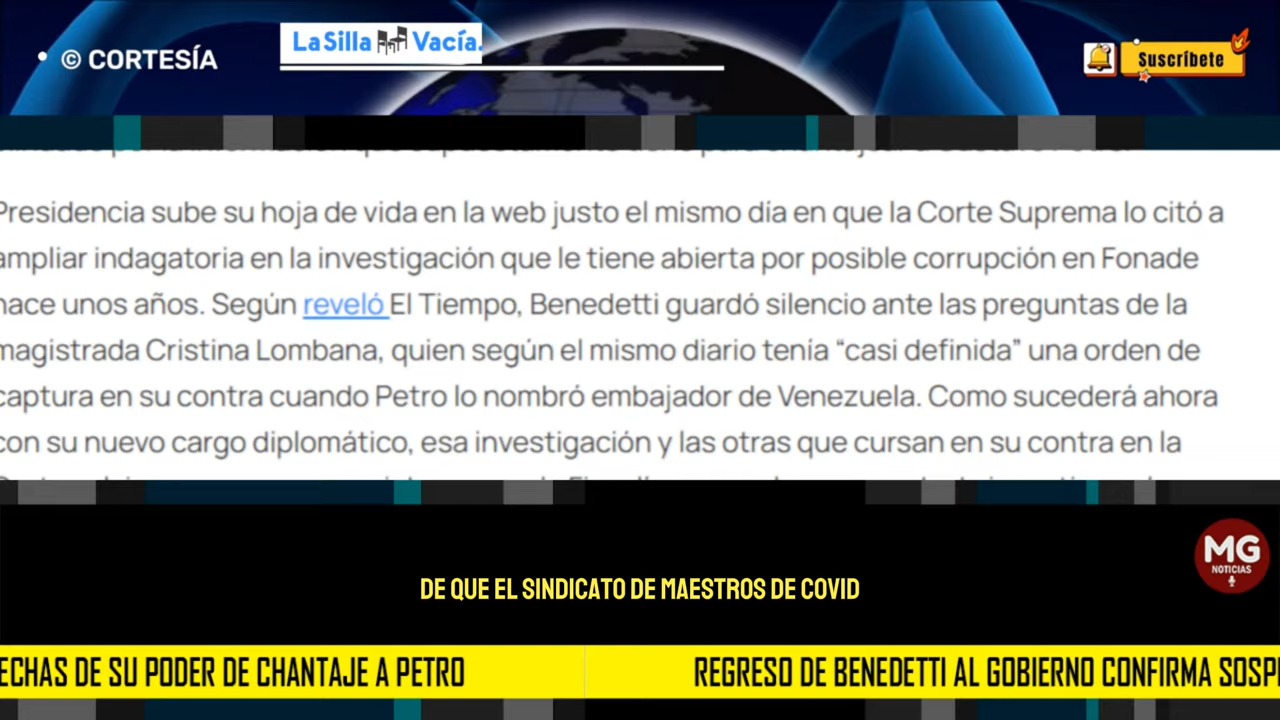 © CORTESÍA
La Silla Vacía.
Suscríbete
Presidencia sube su hoja de vida en la web justo el mismo día en que la Corte Suprema lo citó a
ampliar indagatoria en la investigación que le tiene abierta por posible corrupción en Fonade
hace unos años. Según reveló El Tiempo, Benedetti guardó silencio ante las preguntas de la
magistrada Cristina Lombana, quien según el mismo diario tenía “casi definida” una orden de
captura en su contra cuando Petro lo nombró embajador de Venezuela. Como sucederá ahora
con su nuevo cargo diplomático, esa investigación y las otras que cursan en su contra en la
MG
NOTICIAS
DE QUE EL SINDICATO DE MAESTROS DE COVID
ECHAS DE SU PODER DE CHANTAJE A PETRO
REGRESO DE BENEDETTI AL GOBIERNO CONFIRMA SOSP